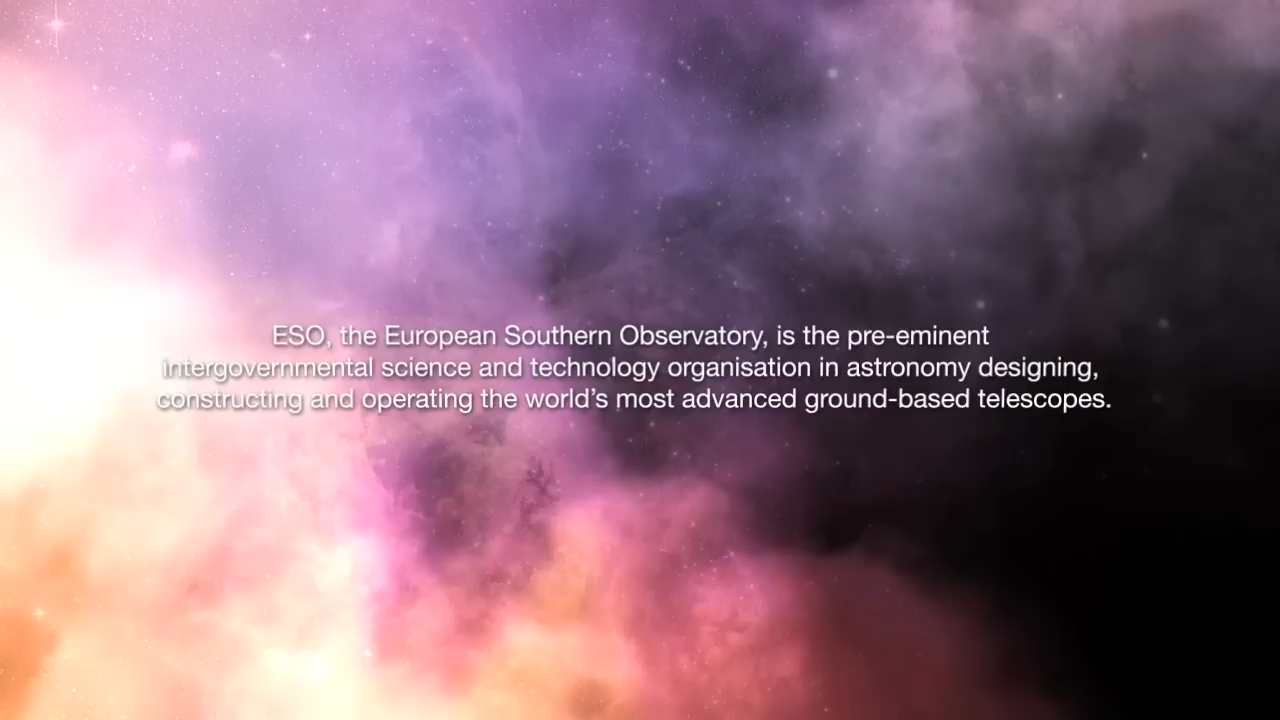 ESO, the European Southern Observatory, is the pre-eminent
intergovernmental science and technology organisation in astronomy designing,
constructing and operating the world’s most advanced ground-based telescopes.